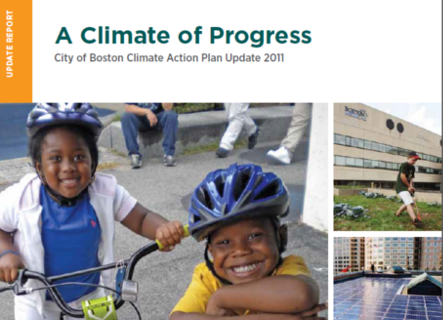 UPDATE REPORT
A Climate of Progress
City of Boston Climate Action Plan Update 2011